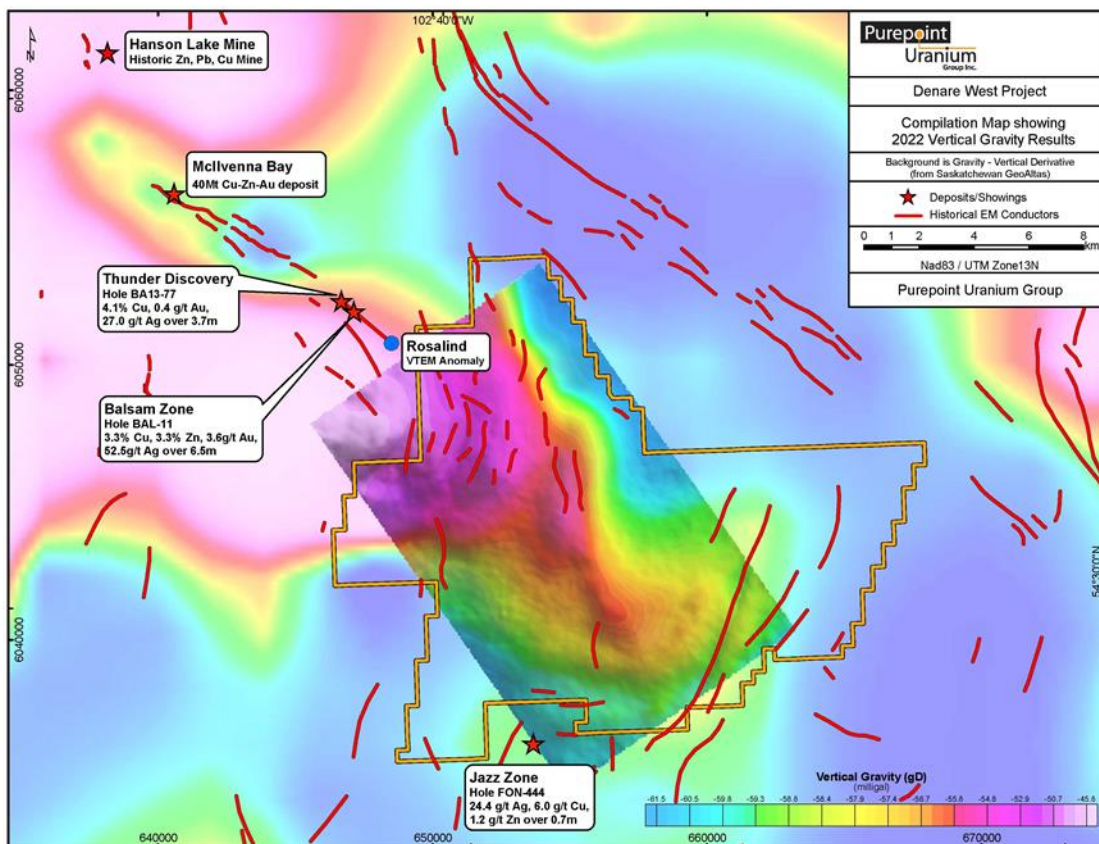 102°40'0"W
N
Hanson Lake Mine
Historic Zn, Pb, Cu Mine
McIlvenna Bay
40Mt Cu-Zn-Au deposit
Thunder Discovery
Hole BA13-77
4.1% Cu, 0.4 g/t Au,
27.0 g/t Ag over 3.7m
Rosalind
VTEM Anomaly
Balsam Zone
Hole BAL-11
3.3% Cu, 3.3% Zn, 3.6g/t Au,
52.5g/t Ag over 6.5m
Jazz Zone
Hole FON-444
24.4 g/t Ag, 6.0 g/t Cu,
1.2 g/t Zn over 0.7m
Purepoint
Uranium
Group Inc.
Denare West Project
Compilation Map showing
2022 Vertical Gravity Results
Background is Gravity - Vertical Derivative
(from Saskatchewan GeoAltas)
Deposits/Showings
Historical EM Conductors
0 2 4 6 8
km
Nad83 / UTM Zone13N
Purepoint Uranium Group
6060000
6050000
6040000
54°30'0"N
Vertical Gravity (gD)
(milligal)
-61.5 -60.5 -59.8 -59.3 -58.8 -58.4 -57.9 -56.8 -55.8 -54.8 -52.9 -50.7 -45.8
640000 650000 660000 670000